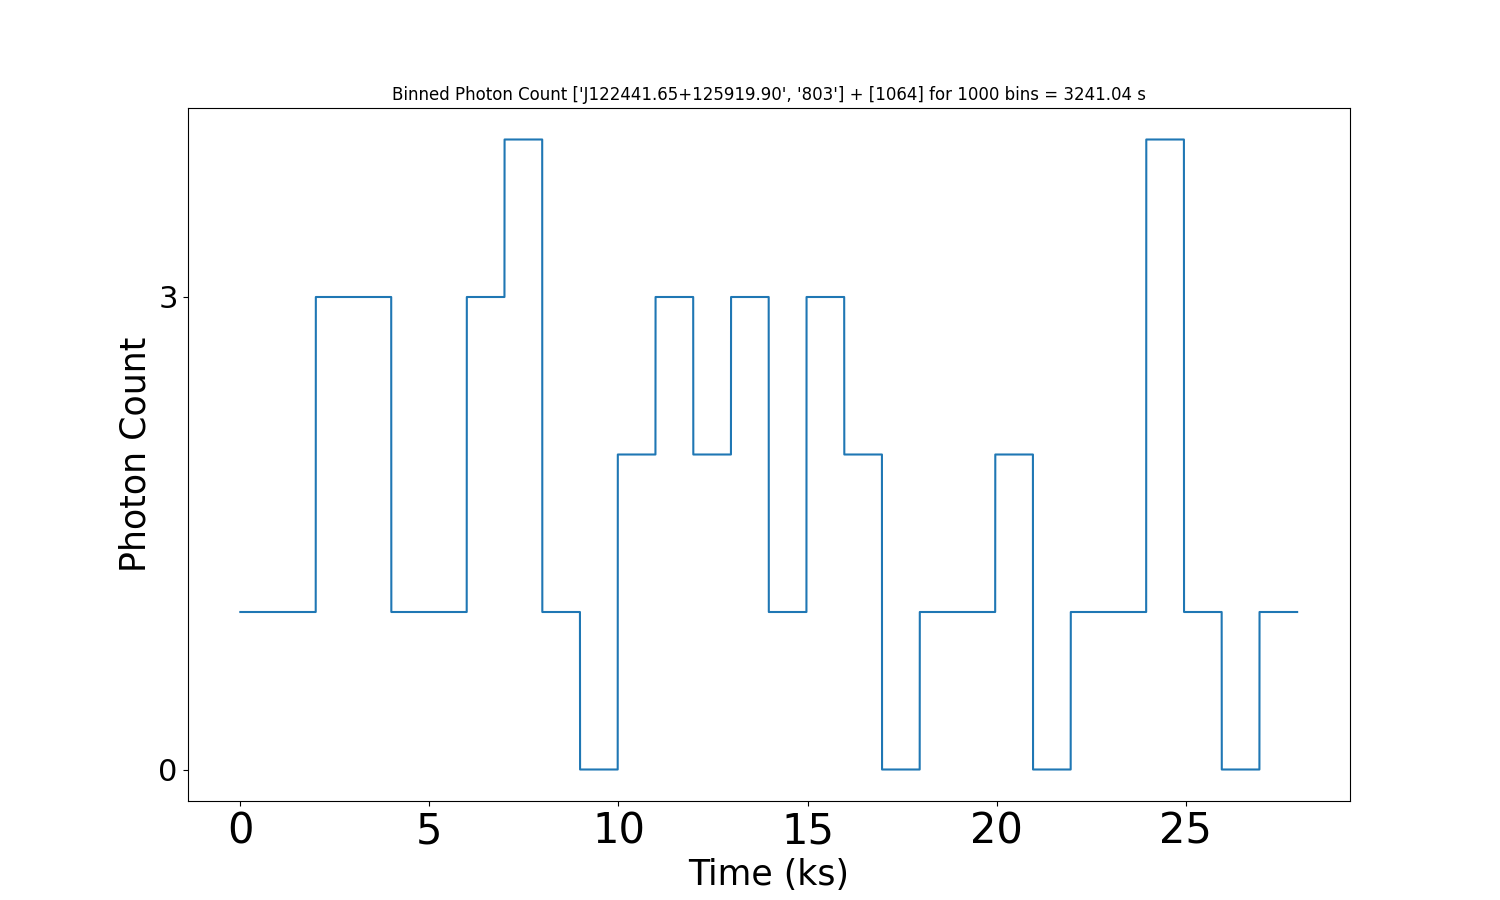 Binned Photon Count ['J122441.65+125919.90', '803'] + [1064] for 1000 bins = 3241.04 s
3
Photon Count
0
0 5 10 15 20 25
Time (ks)